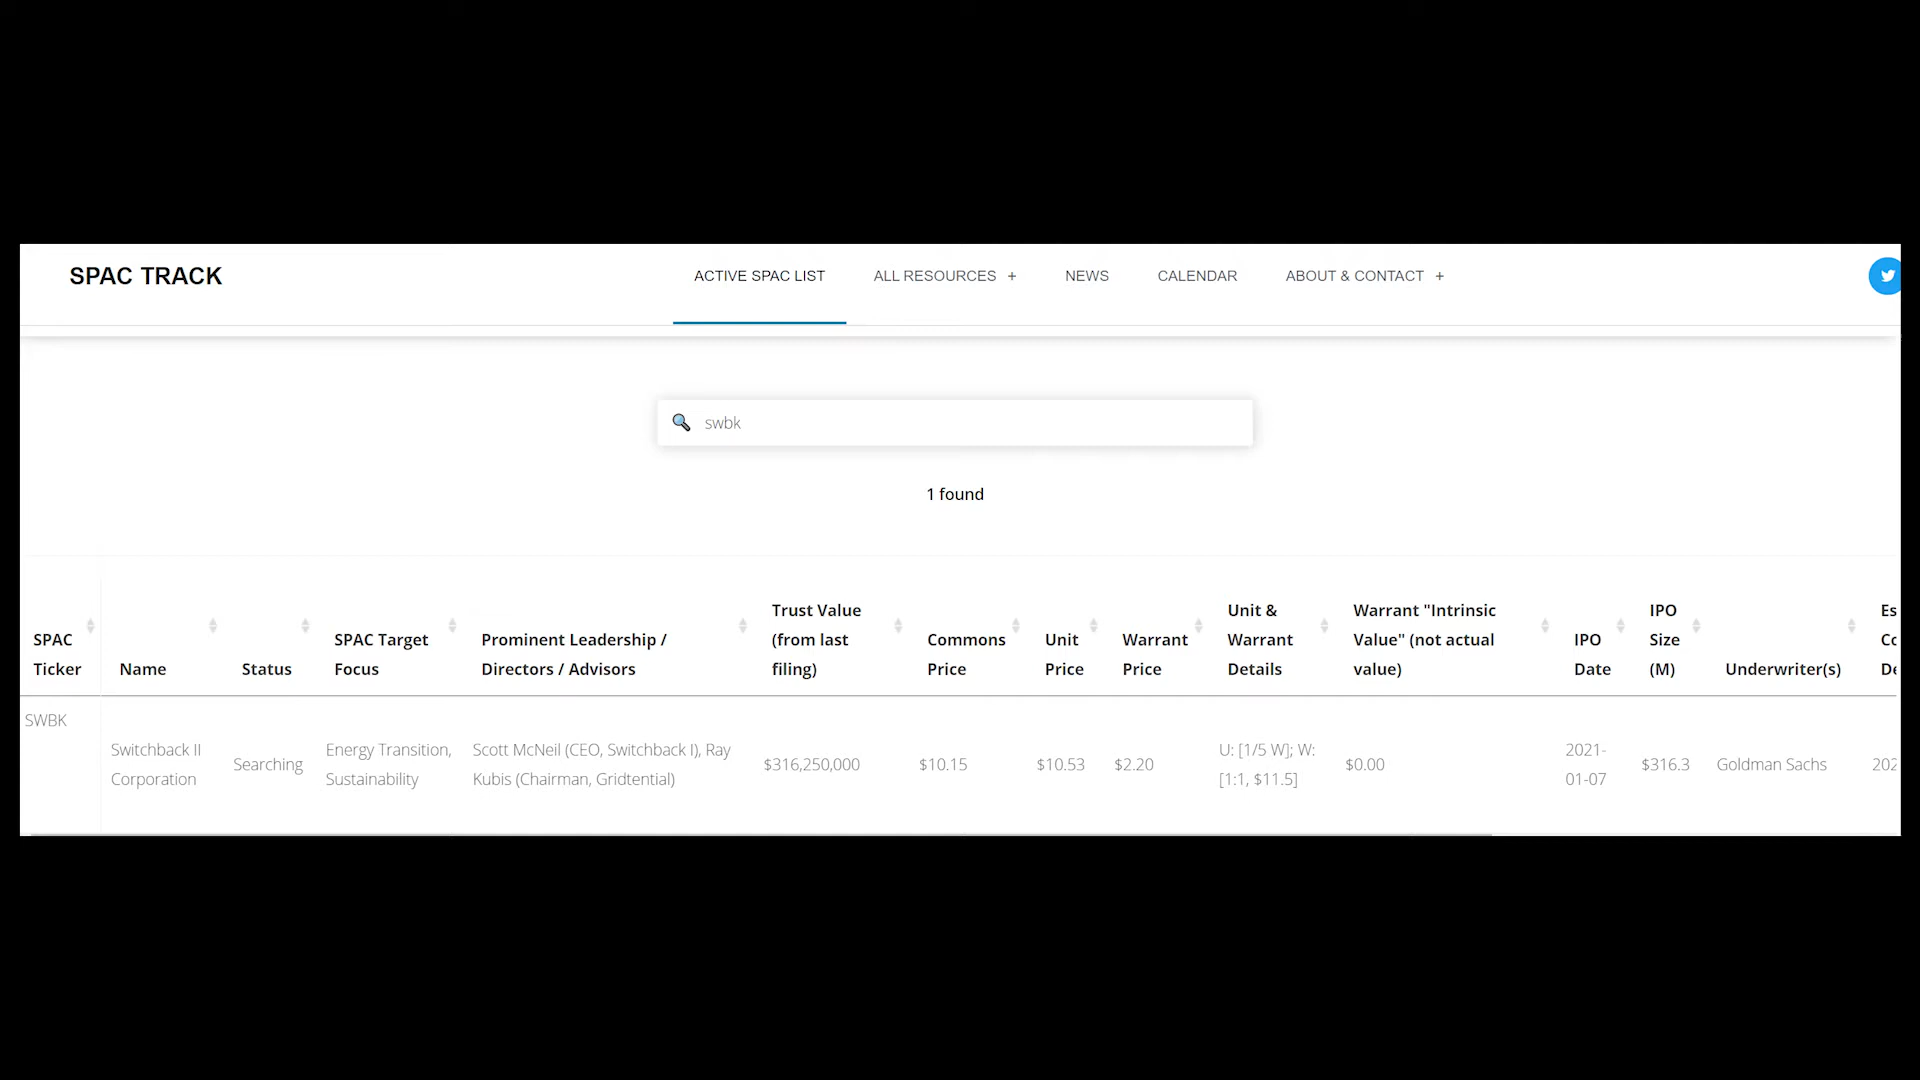 SPAC TRACK
ACTIVE SPAC LIST ALL RESOURCES + NEWS CALENDAR ABOUT & CONTACT +
swbk
1 found
SPAC Ticker
Name
Status
SPAC Target Focus
Prominent Leadership / Directors / Advisors
Trust Value (from last filing)
Commons Price
Unit Price
Warrant Price
Unit & Warrant Details
Warrant "Intrinsic Value" (not actual value)
IPO Date
IPO Size (M)
Underwriter(s)
Es
Cc
De
SWBK
Switchback II Corporation
Searching
Energy Transition, Sustainability
Scott McNeil (CEO, Switchback I), Ray Kubis (Chairman, Gridtential)
$316,250,000
$10.15
$10.53
$2.20
U: [1/5 W]; W: [1:1, $11.5]
$0.00
2021-01-07
$316.3
Goldman Sachs
202